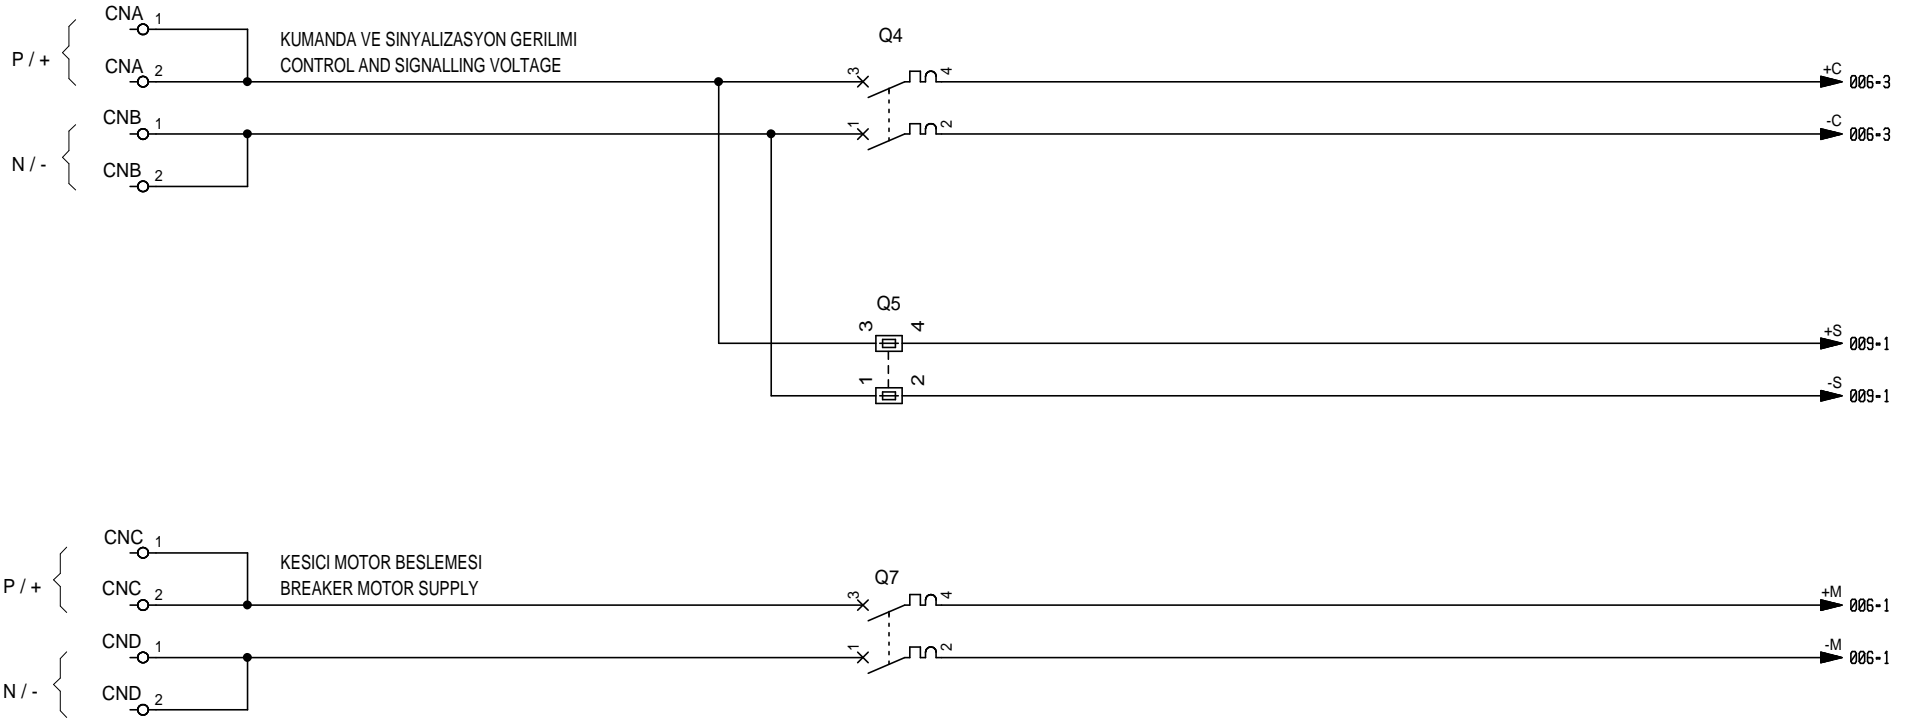 CNA 1
P / +
KUMANDA VE SINYALIZASYON GERILIMI
CONTROL AND SIGNALLING VOLTAGE
Q4
CNA 2
3 4
+C 006-3
CNB 1
1 2
-C 006-3
N / -
CNB 2
Q5
3 4
+S 009-1
1 2
-S 009-1
CNC 1
P / +
KESICI MOTOR BESLEMESI
BREAKER MOTOR SUPPLY
Q7
CNC 2
3 4
+M 006-1
CND 1
1 2
-M 006-1
N / -
CND 2